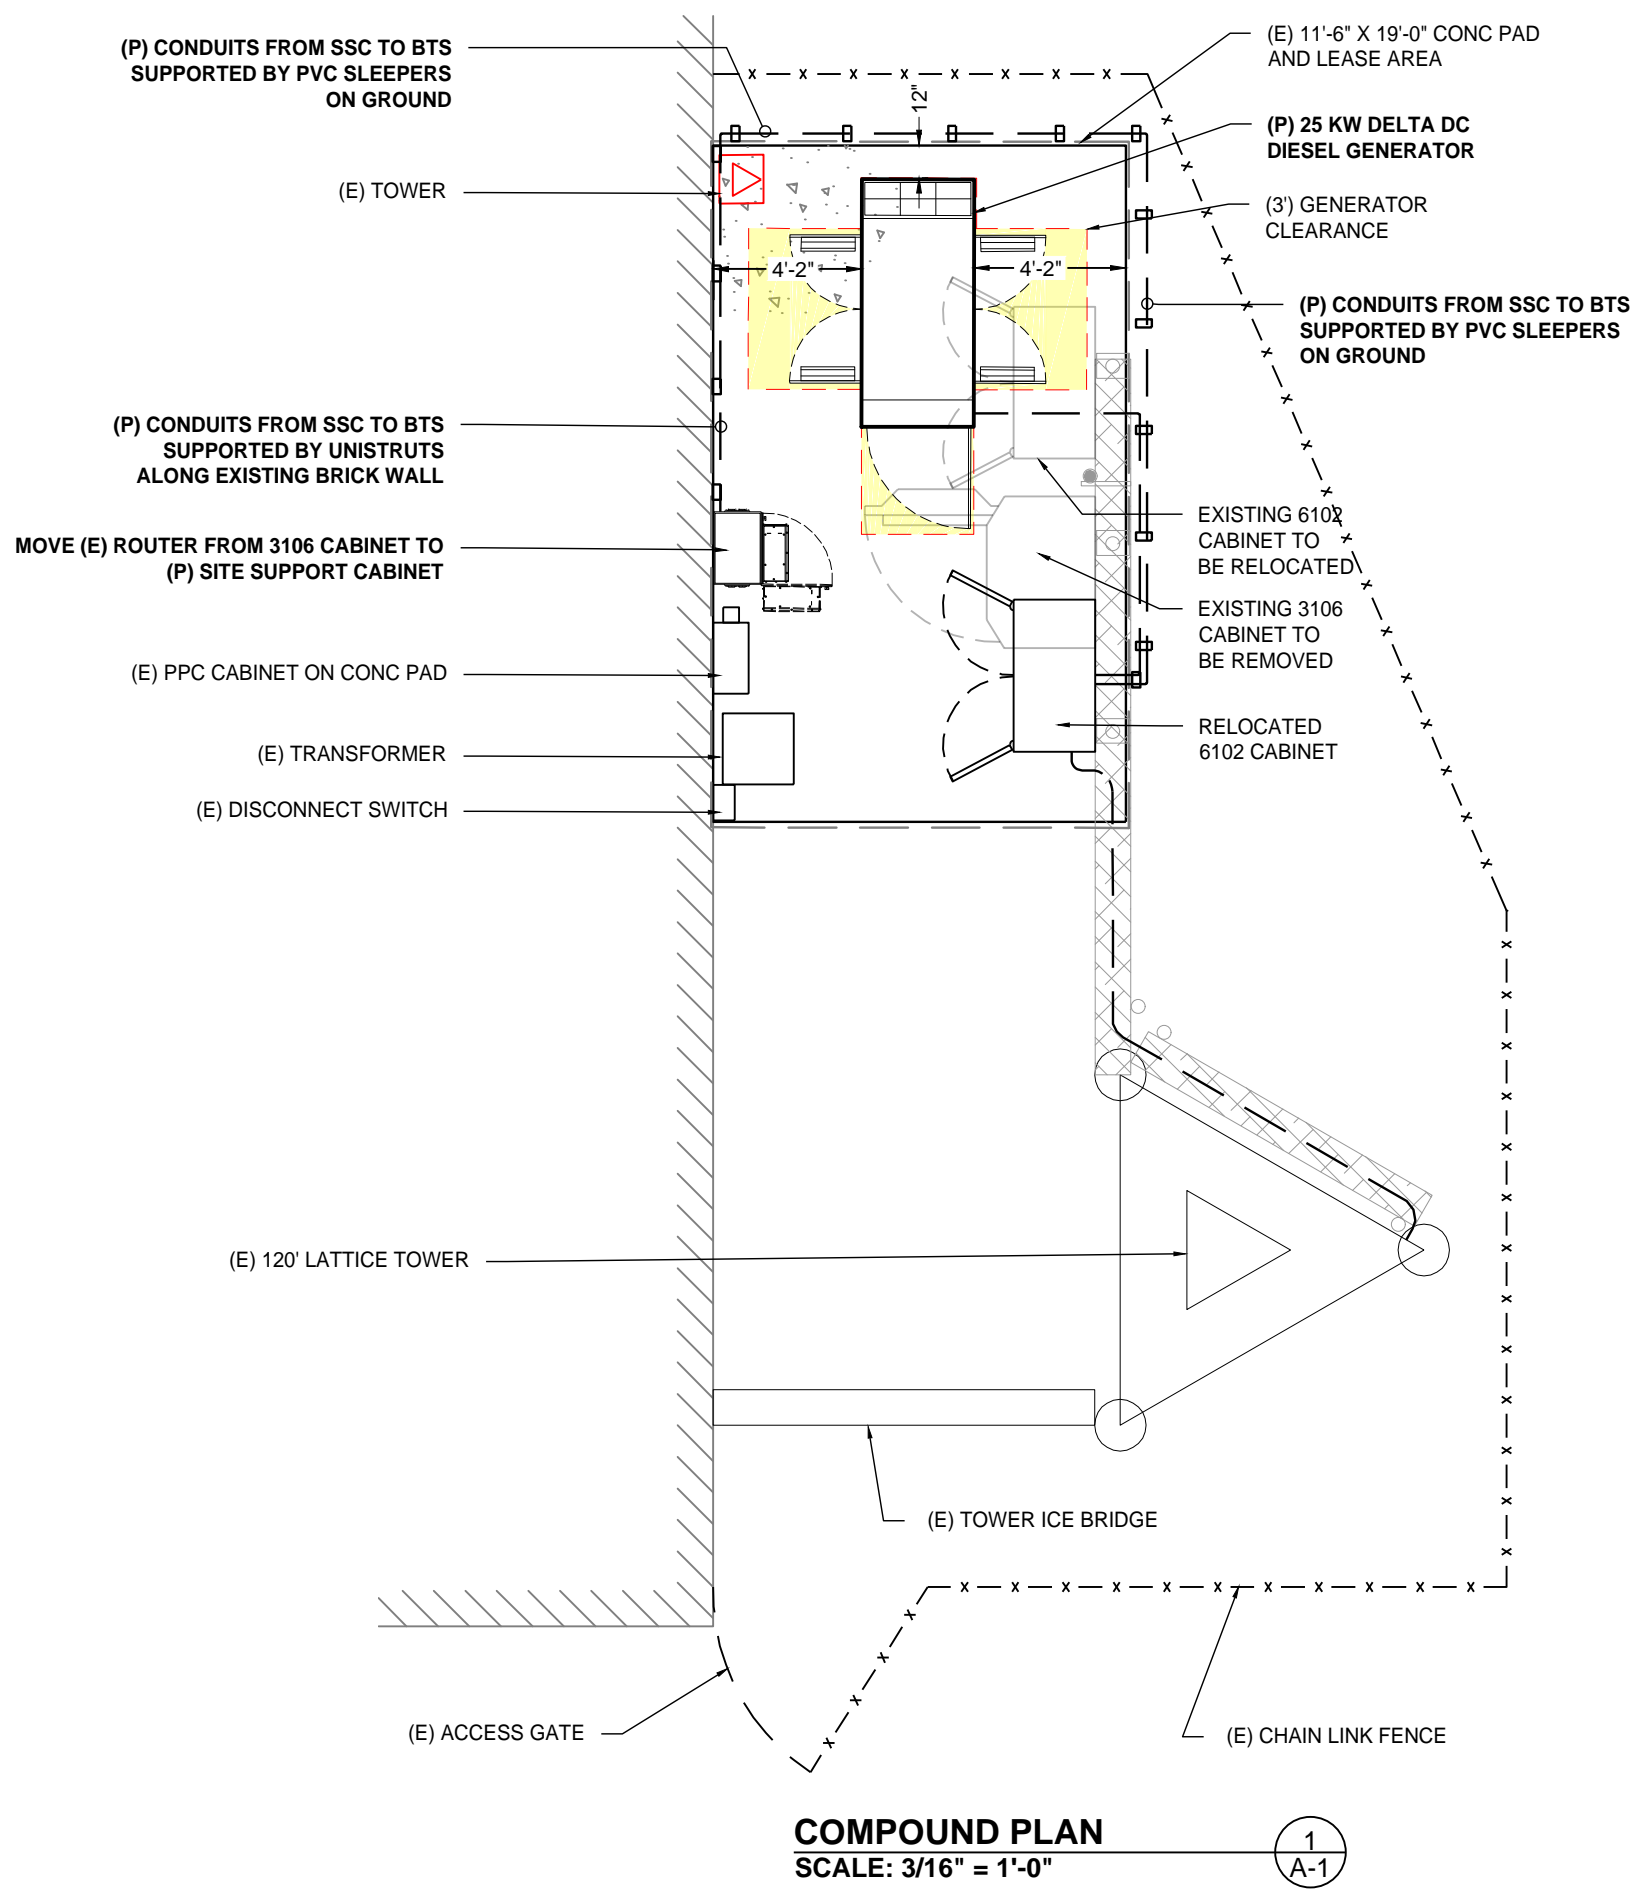 (P) CONDUITS FROM SSC TO BTS
SUPPORTED BY PVC SLEEPERS
ON GROUND
(E) 11'-6" X 19'-0" CONC PAD
AND LEASE AREA
12"
(P) 25 KW DELTA DC
DIESEL GENERATOR
(E) TOWER
(3') GENERATOR
CLEARANCE
4'-2"
4'-2"
(P) CONDUITS FROM SSC TO BTS
SUPPORTED BY PVC SLEEPERS
ON GROUND
(P) CONDUITS FROM SSC TO BTS
SUPPORTED BY UNISTRUTS
ALONG EXISTING BRICK WALL
EXISTING 6102
CABINET TO
BE RELOCATED
MOVE (E) ROUTER FROM 3106 CABINET TO
(P) SITE SUPPORT CABINET
EXISTING 3106
CABINET TO
BE REMOVED
(E) PPC CABINET ON CONC PAD
RELOCATED
6102 CABINET
(E) TRANSFORMER
(E) DISCONNECT SWITCH
(E) 120' LATTICE TOWER
(E) TOWER ICE BRIDGE
(E) ACCESS GATE
(E) CHAIN LINK FENCE
COMPOUND PLAN
SCALE: 3/16" = 1'-0"
1
A-1